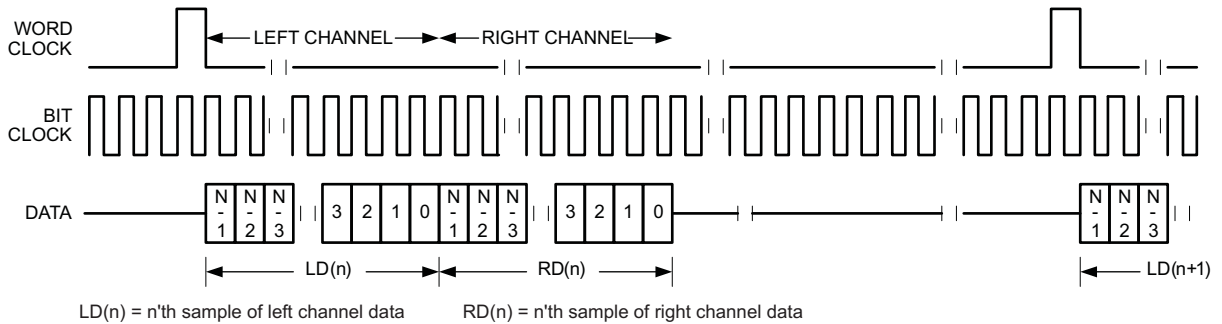 WORD
CLOCK
LEFT CHANNEL
RIGHT CHANNEL
BIT
CLOCK
DATA
N-1 N-2 N-3 3 2 1 0 N-1 N-2 N-3 3 2 1 0 N-1 N-2 N-3
LD(n) RD(n) LD(n+1)
LD(n) = n'th sample of left channel data RD(n) = n'th sample of right channel data